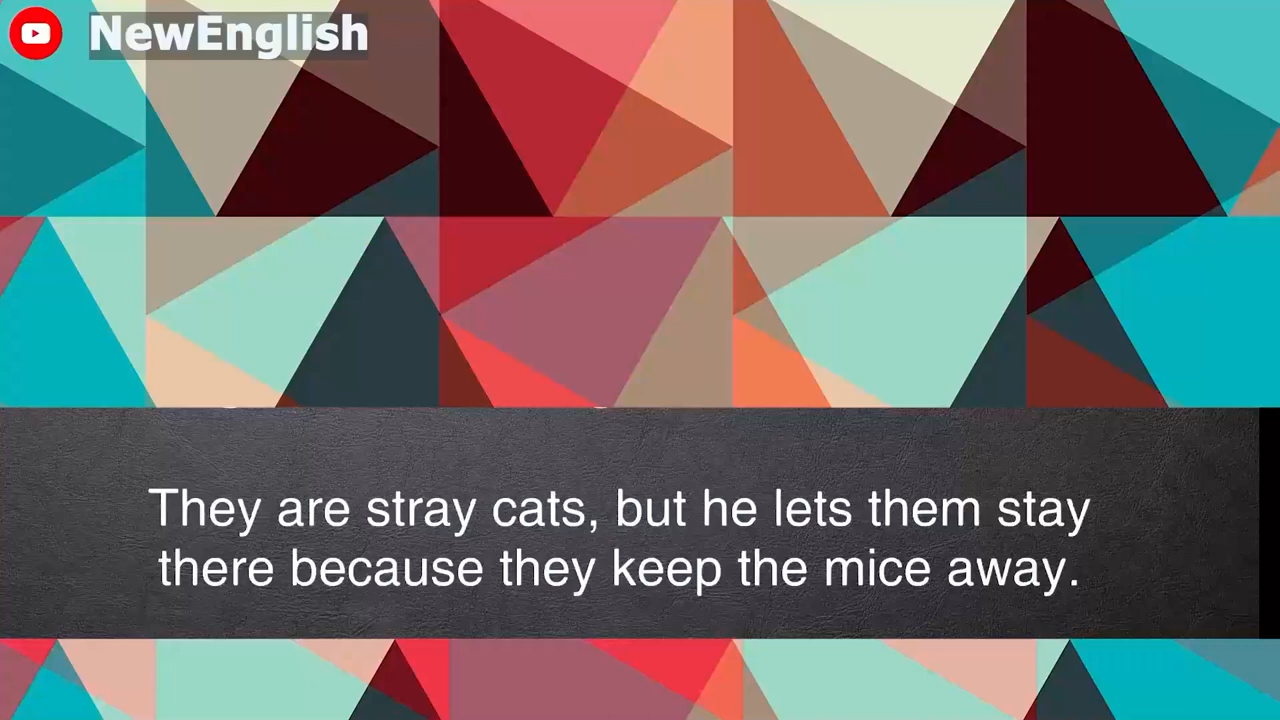 NewEnglish
They are stray cats, but he lets them stay
there because they keep the mice away.